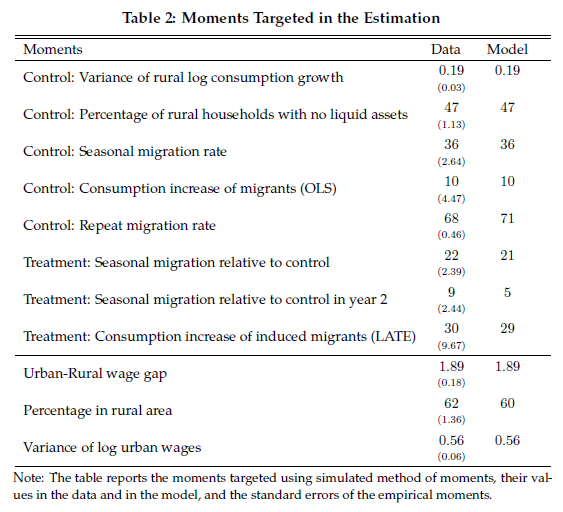 Table 2: Moments Targeted in the Estimation
Moments Data Model
Control: Variance of rural log consumption growth 0.19 0.19
(0.03)
Control: Percentage of rural households with no liquid assets 47 47
(1.13)
Control: Seasonal migration rate 36 36
(2.64)
Control: Consumption increase of migrants (OLS) 10 10
(4.47)
Control: Repeat migration rate 68 71
(0.46)
Treatment: Seasonal migration relative to control 22 21
(2.39)
Treatment: Seasonal migration relative to control in year 2 9 5
(2.44)
Treatment: Consumption increase of induced migrants (LATE) 30 29
(9.67)
Urban-Rural wage gap 1.89 1.89
(0.18)
Percentage in rural area 62 60
(1.36)
Variance of log urban wages 0.56 0.56
(0.06)
Note: The table reports the moments targeted using simulated method of moments, their val-
ues in the data and in the model, and the standard errors of the empirical moments.